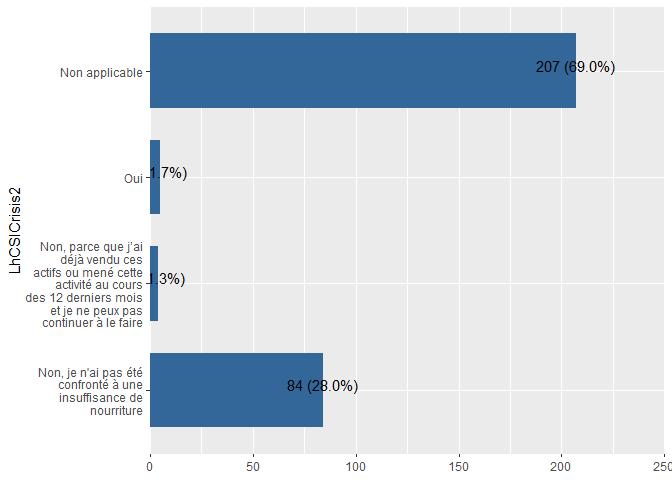 LhCSICrisis2
Non applicable
207 (69.0%)
Oui
1.7%)
Non, parce que j'ai
déjà vendu ces
actifs ou mené cette
activité au cours
des 12 derniers mois
et je ne peux pas
continuer à le faire
1.3%)
Non, je n'ai pas été
confronté à une
insuffisance de
nourriture
84 (28.0%)
0 50 100 150 200 250